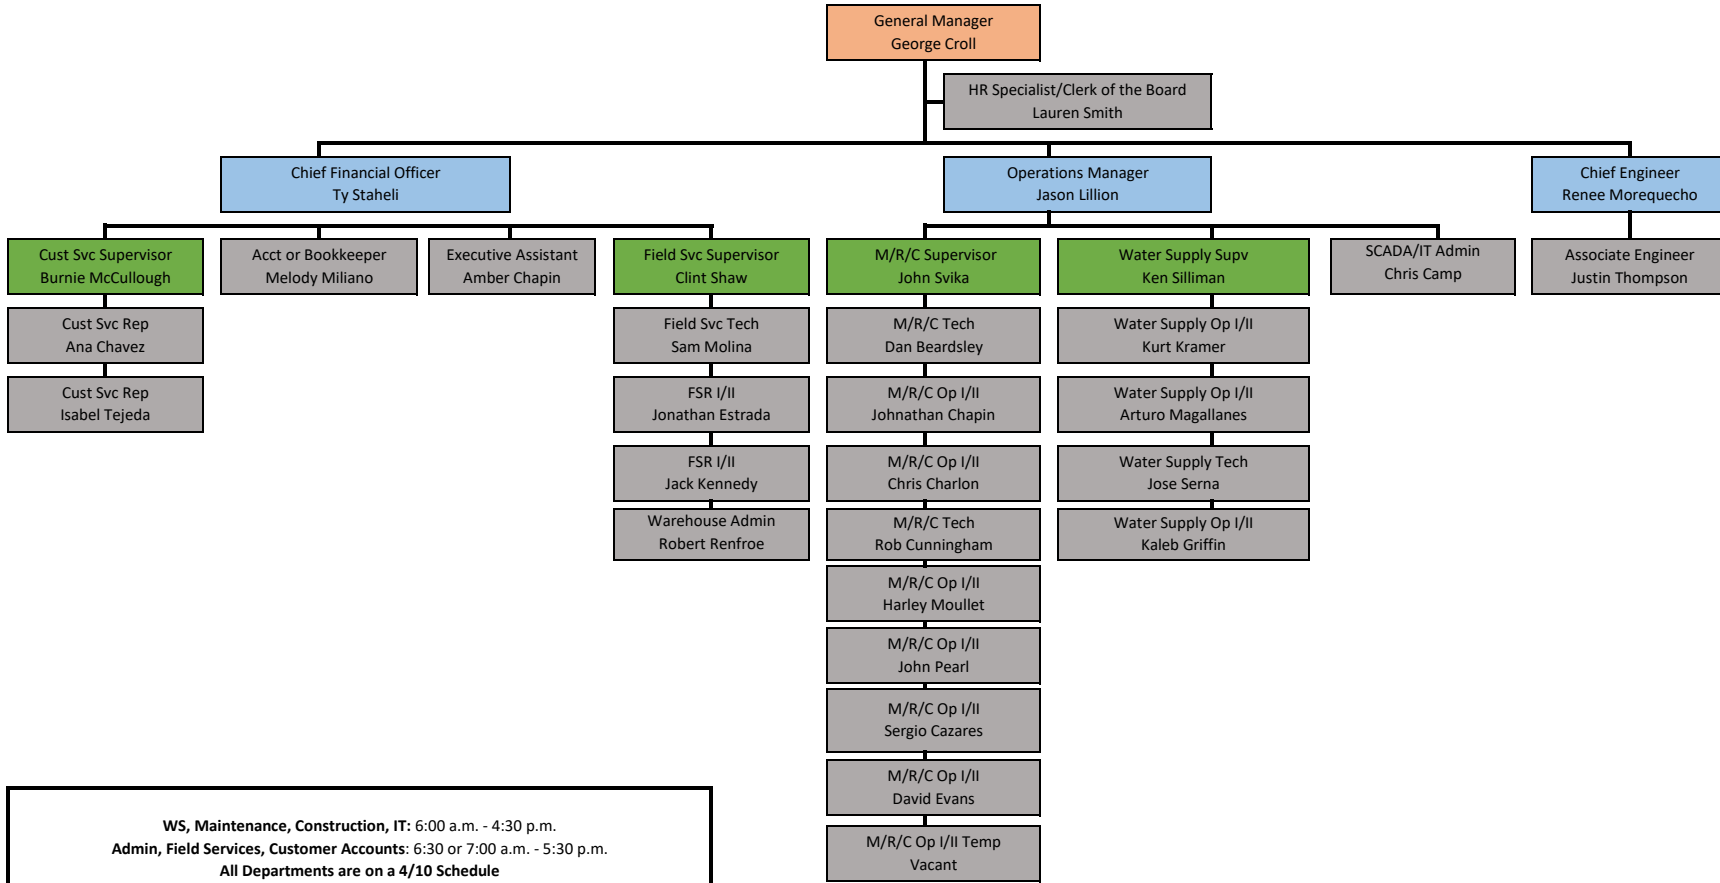 General Manager
George Croll
HR Specialist/Clerk of the Board
Lauren Smith
Chief Financial Officer
Ty Staheli
Operations Manager
Jason Lillion
Chief Engineer
Renee Morequecho
Cust Svc Supervisor
Burnie McCullough
Acct or Bookkeeper
Melody Miliano
Executive Assistant
Amber Chapin
Field Svc Supervisor
Clint Shaw
M/R/C Supervisor
John Svika
Water Supply Supv
Ken Silliman
SCADA/IT Admin
Chris Camp
Associate Engineer
Justin Thompson
Cust Svc Rep
Ana Chavez
Cust Svc Rep
Isabel Tejeda
Field Svc Tech
Sam Molina
FSR I/II
Jonathan Estrada
FSR I/II
Jack Kennedy
Warehouse Admin
Robert Renfroe
M/R/C Tech
Dan Beardsley
M/R/C Op I/II
Johnathan Chapin
M/R/C Op I/II
Chris Charlon
M/R/C Tech
Rob Cunningham
M/R/C Op I/II
Harley Moullet
M/R/C Op I/II
John Pearl
M/R/C Op I/II
Sergio Cazares
M/R/C Op I/II
David Evans
M/R/C Op I/II Temp
Vacant
Water Supply Op I/II
Kurt Kramer
Water Supply Op I/II
Arturo Magallanes
Water Supply Tech
Jose Serna
Water Supply Op I/II
Kaleb Griffin
WS, Maintenance, Construction, IT: 6:00 a.m. - 4:30 p.m.
Admin, Field Services, Customer Accounts: 6:30 or 7:00 a.m. - 5:30 p.m.
All Departments are on a 4/10 Schedule